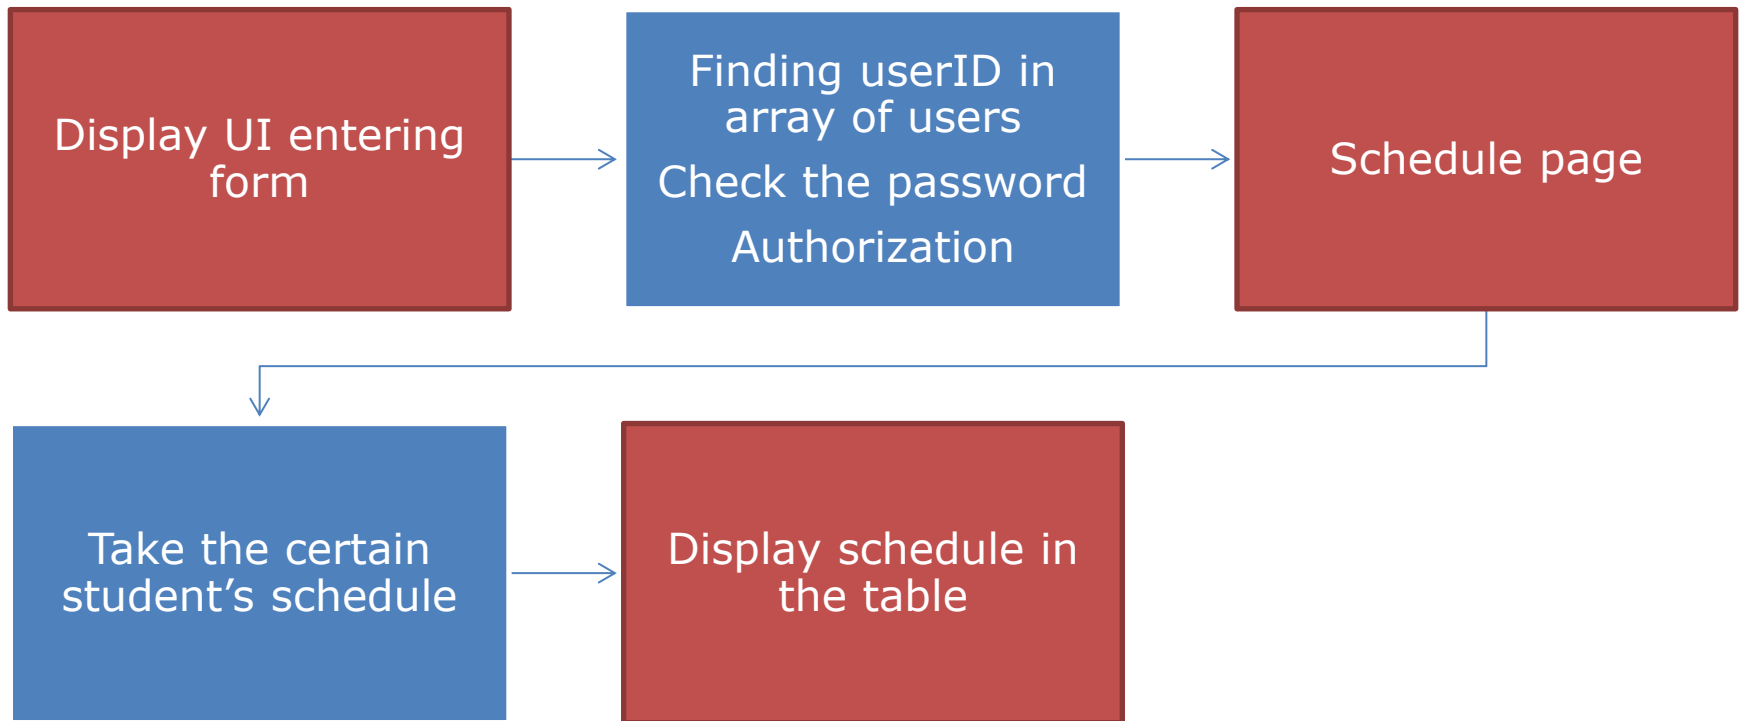 Display UI entering
form
Finding userID in
array of users
Check the password
Authorization
Schedule page
Take the certain
student’s schedule
Display schedule in
the table